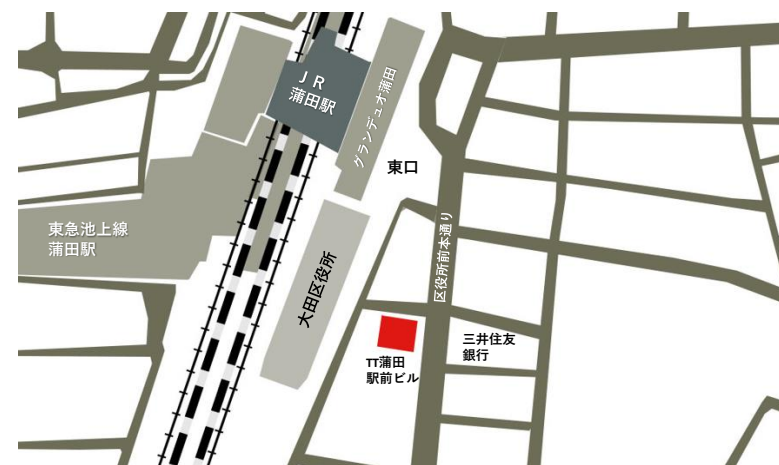 ＪＲ
蒲田駅
グランデュオ蒲田
東口
東急池上線
蒲田駅
大田区役所
区役所前本通り
三井住友
銀行
TT蒲田
駅前ビル